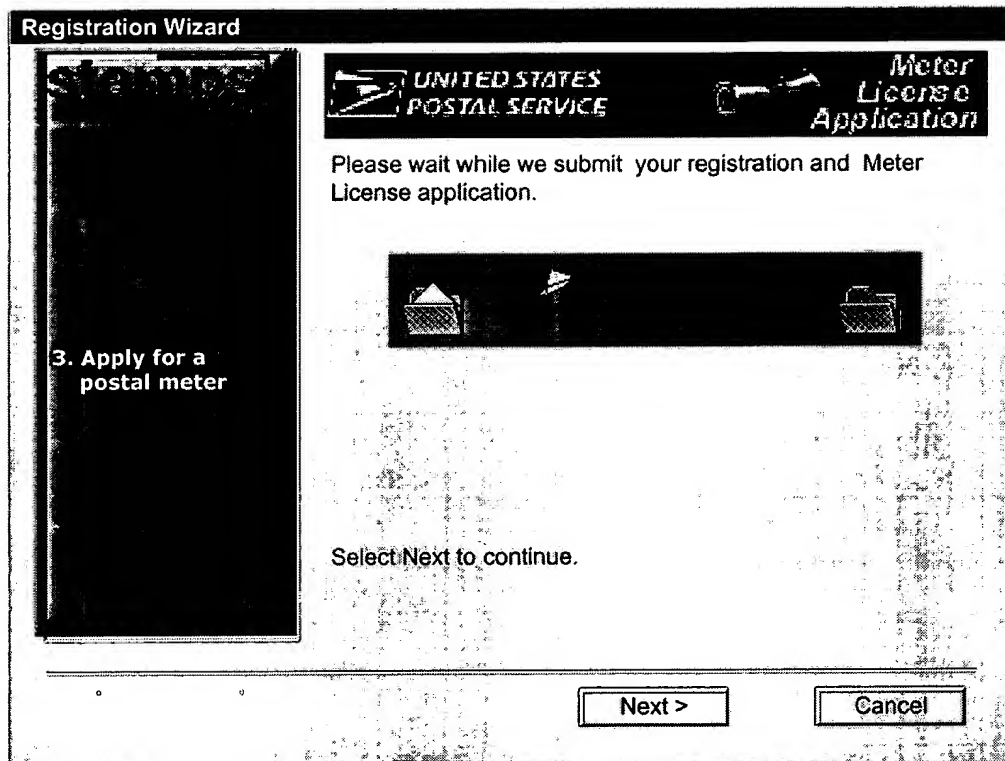 Registration Wizard
stamps
UNITED STATES
POSTAL SERVICE
Meter
License
Application
Please wait while we submit your registration and Meter
License application.
3. Apply for a
postal meter
Select Next to continue.
Next >
Cancel